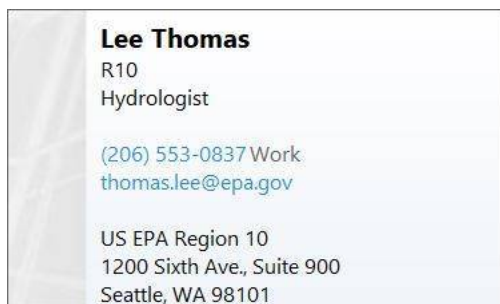 Lee Thomas
R10
Hydrologist
(206) 553-0837 Work
thomas.lee@epa.gov
US EPA Region 10
1200 Sixth Ave., Suite 900
Seattle, WA 98101